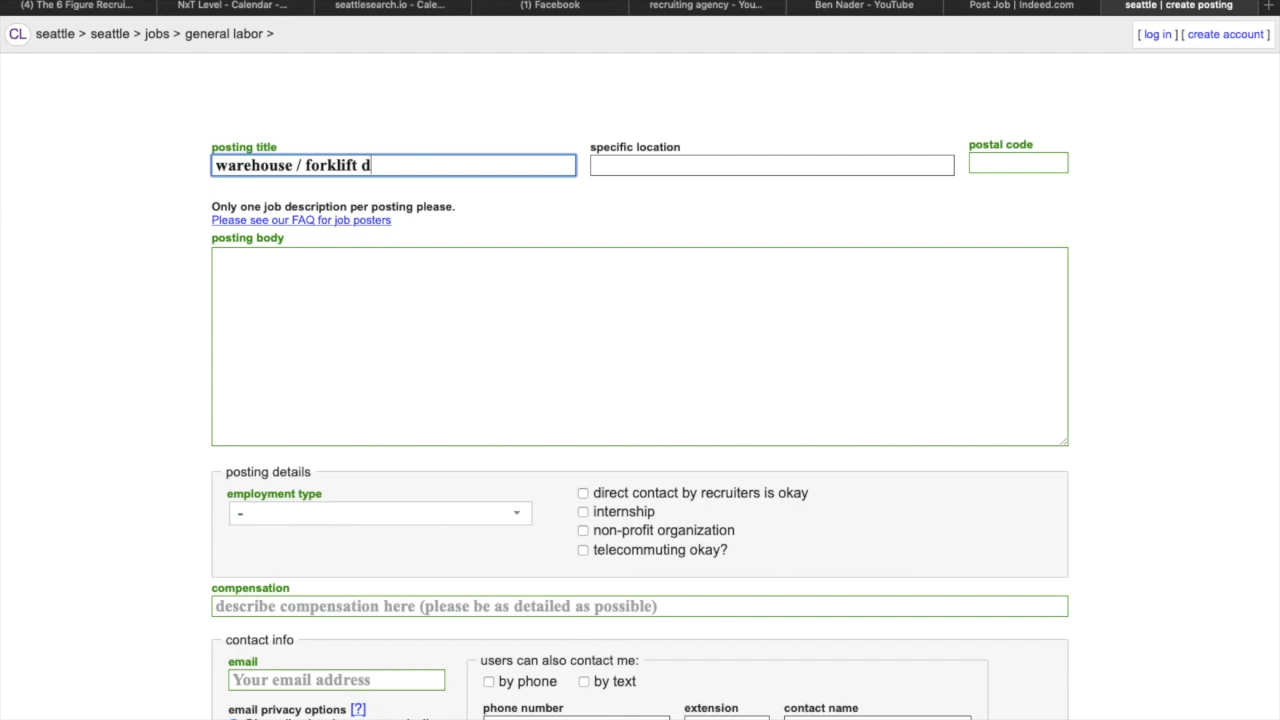 (4) The 6 Figure Recrui... NxT Level - Calendar -... seattlesearch.io - Cale... (1) Facebook recruiting agency - You... Ben Nader - YouTube Post Job | Indeed.com seattle | create posting
CL seattle > seattle > jobs > general labor > [ log in ] [ create account ]
posting title specific location postal code
warehouse / forklift d
Only one job description per posting please.
Please see our FAQ for job posters
posting body
posting details
employment type direct contact by recruiters is okay
- internship
non-profit organization
telecommuting okay?
compensation
describe compensation here (please be as detailed as possible)
contact info
email users can also contact me:
Your email address by phone by text
email privacy options [?] phone number extension contact name